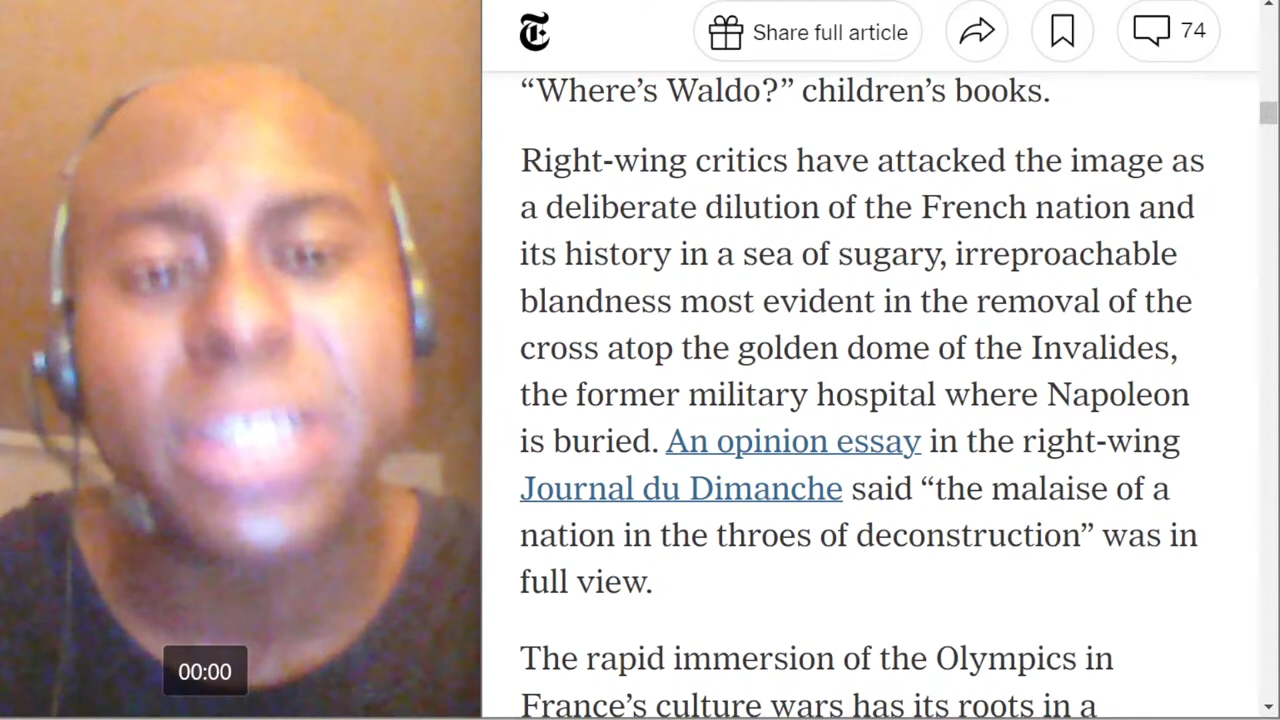 Share full article
74
“Where’s Waldo?” children’s books.
Right-wing critics have attacked the image as
a deliberate dilution of the French nation and
its history in a sea of sugary, irreproachable
blandness most evident in the removal of the
cross atop the golden dome of the Invalides,
the former military hospital where Napoleon
is buried. An opinion essay in the right-wing
Journal du Dimanche said “the malaise of a
nation in the throes of deconstruction” was in
full view.
The rapid immersion of the Olympics in
France’s culture wars has its roots in a
00:00